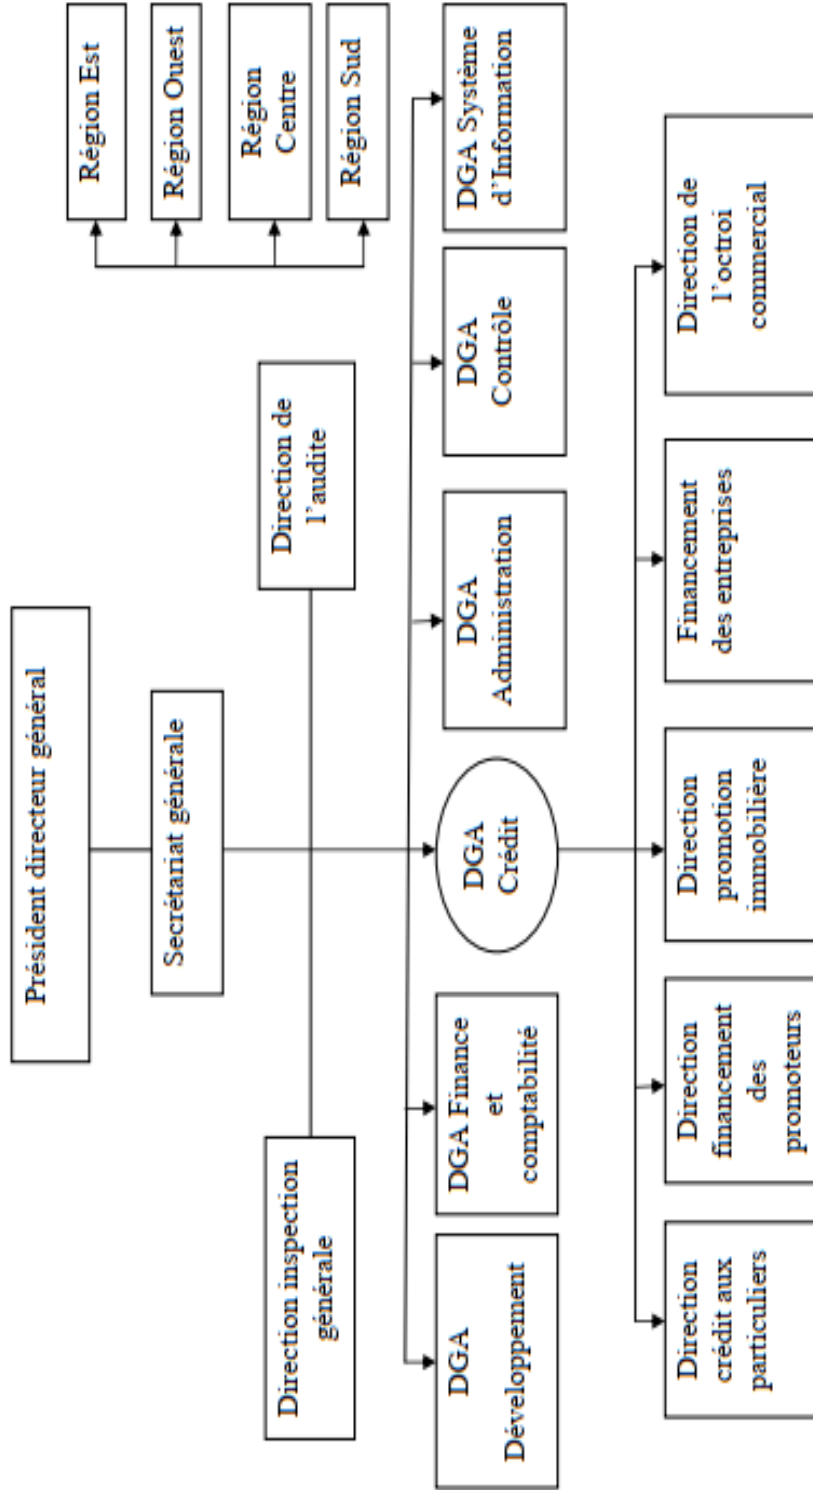 Président directeur général
Secrétariat générale
Région Est
Région Ouest
Région
Centre
Région Sud
Direction inspection
générale
Direction de
l'audite
DGA
Développement
DGA Finance
et
comptabilité
DGA
Crédit
DGA
Administration
DGA
Contrôle
DGA Système
d'Information
Direction
crédit aux
particuliers
Direction
financement
des
promoteurs
Direction
promotion
immobilière
Financement
des entreprises
Direction de
l'octroi
commercial